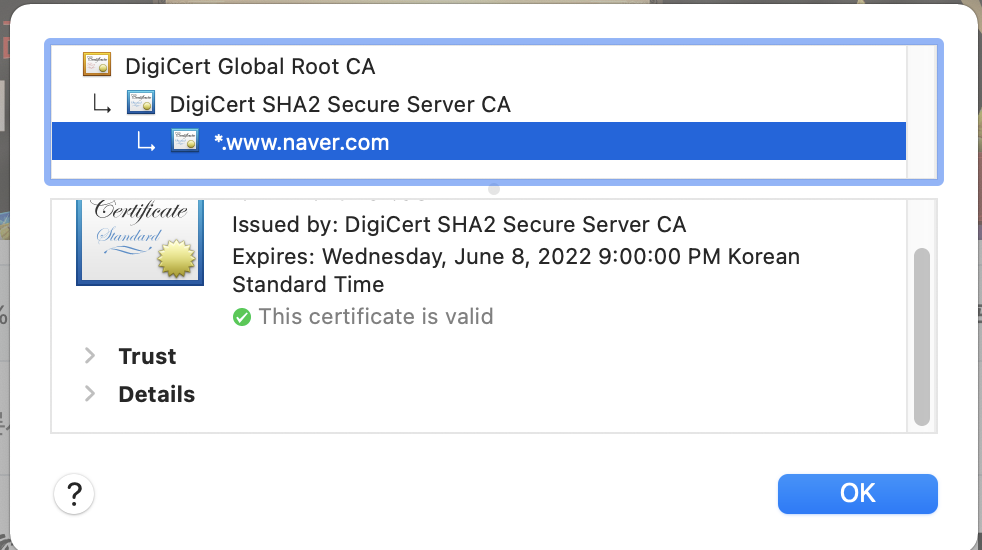 DigiCert Global Root CA
DigiCert SHA2 Secure Server CA
*.www.naver.com
Certificate
Standard
Issued by: DigiCert SHA2 Secure Server CA
Expires: Wednesday, June 8, 2022 9:00:00 PM Korean
Standard Time
This certificate is valid
Trust
Details
?
OK